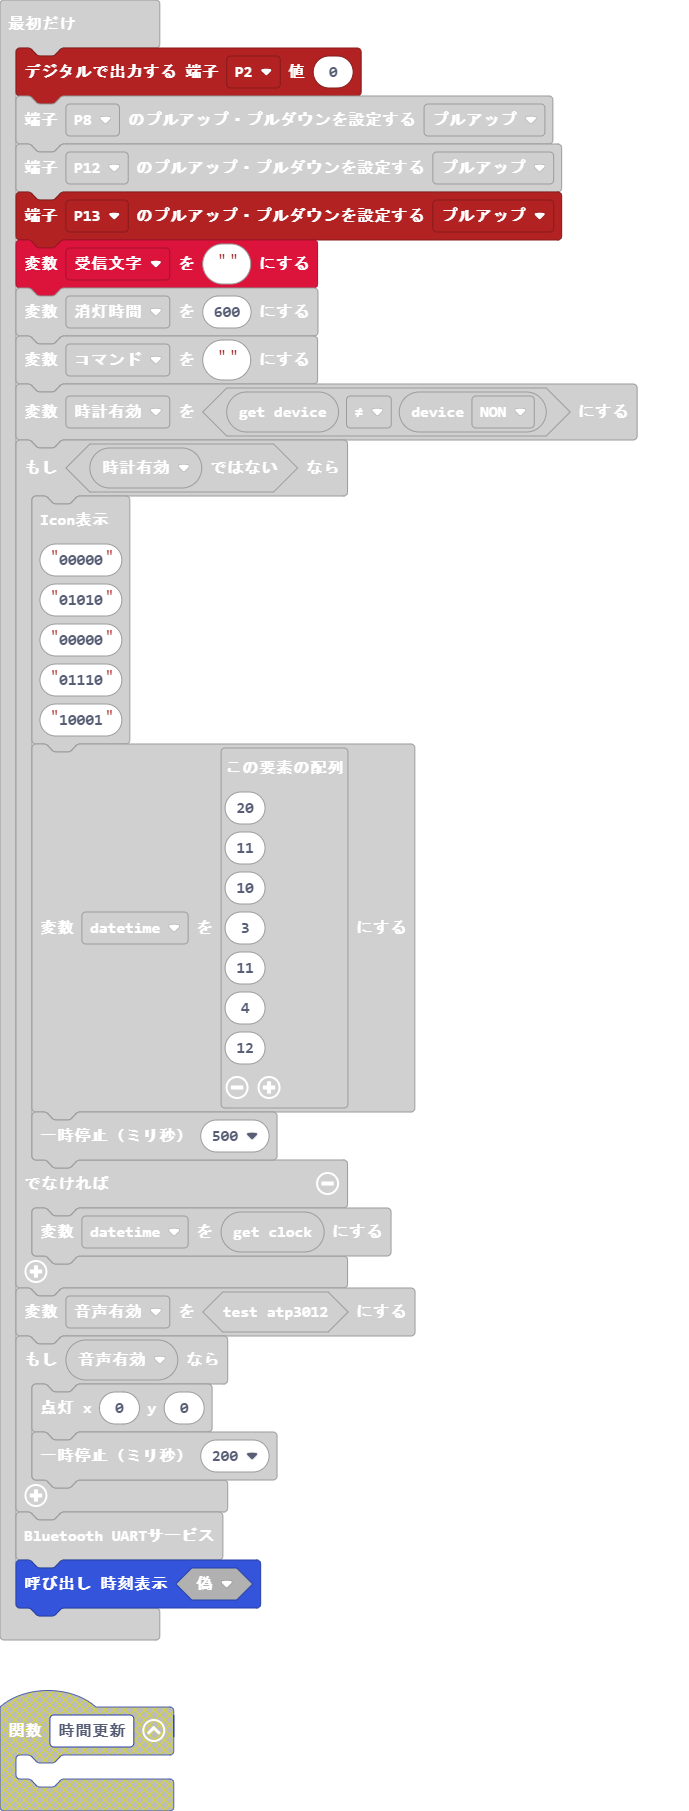 最初だけ
デジタルで出力する 端子 P2 値 0
端子 P8 のプルアップ・プルダウンを設定する プルアップ
端子 P12 のプルアップ・プルダウンを設定する プルアップ
端子 P13 のプルアップ・プルダウンを設定する プルアップ
変数 受信文字 を "" にする
変数 消灯時間 を 600 にする
変数 コマンド を "" にする
変数 時計有効 を get device ≠ device NON にする
もし 時計有効 ではない なら
Icon表示
"00000"
"01010"
"00000"
"01110"
"10001"
この要素の配列
20
11
10
変数 datetime を 3 にする
11
4
12
一時停止（ミリ秒） 500
でなければ
変数 datetime を get clock にする
変数 音声有効 を test atp3012 にする
もし 音声有効 なら
点灯 x 0 y 0
一時停止（ミリ秒） 200
Bluetooth UARTサービス
呼び出し 時刻表示 偽
関数 時間更新